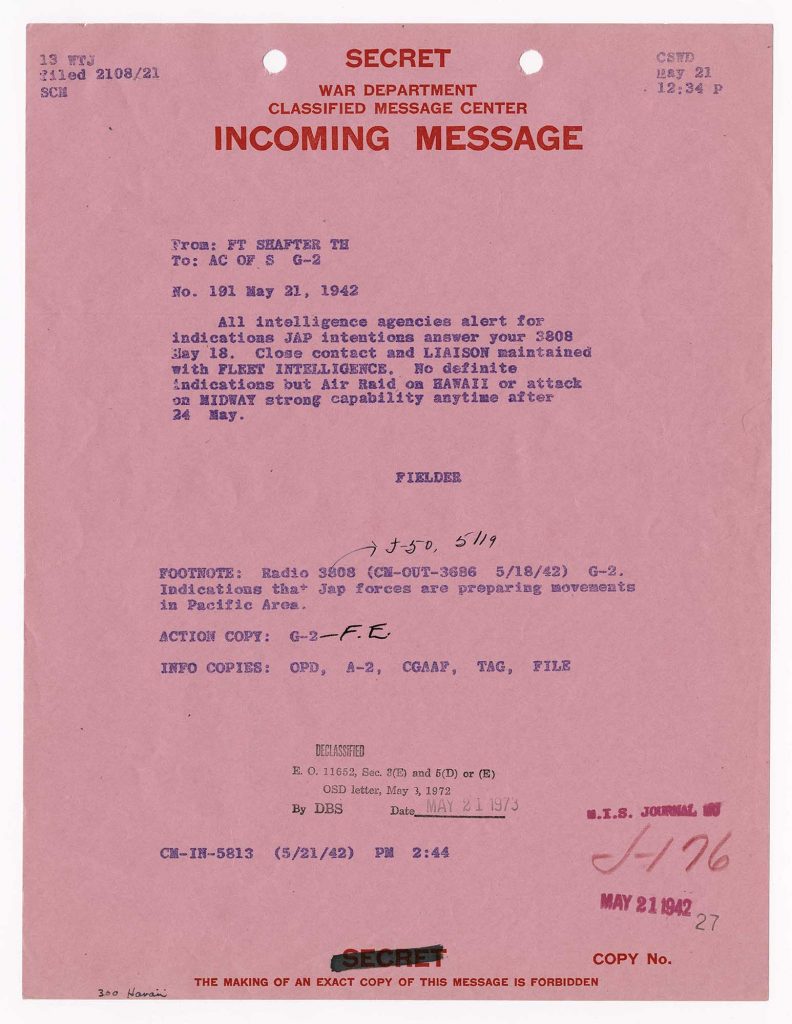 13 WTJ
filed 2108/21
SCM
SECRET
CSWD
May 21
12:34 P
WAR DEPARTMENT
CLASSIFIED MESSAGE CENTER
INCOMING MESSAGE
From: FT SHAFTER TH
To: AC OF S G-2
No. 191 May 21, 1942
All intelligence agencies alert for
indications JAP intentions answer your 3808
May 18. Close contact and LIAISON maintained
with FLEET INTELLIGENCE. No definite
indications but Air Raid on HAWAII or attack
on MIDWAY strong capability anytime after
24 May.
FIELDER
J-50, 5/19
FOOTNOTE: Radio 3808 (CM-OUT-3686 5/18/42) G-2.
Indications that Jap forces are preparing movements
in Pacific Area.
ACTION COPY: G-2-F.E.
INFO COPIES: OPD, A-2, CGAAF, TAG, FILE
DECLASSIFIED
E. O. 11652, Sec. 3(E) and 5(D) or (E)
OSD letter, May 3, 1972
By DBS Date MAY 21 1973
M.I.S. JOURNAL
J-176
CM-IN-5813 (5/21/42) PM 2:44
MAY 21 1942
27
SECRET
COPY No.
THE MAKING OF AN EXACT COPY OF THIS MESSAGE IS FORBIDDEN
300 Hawaii